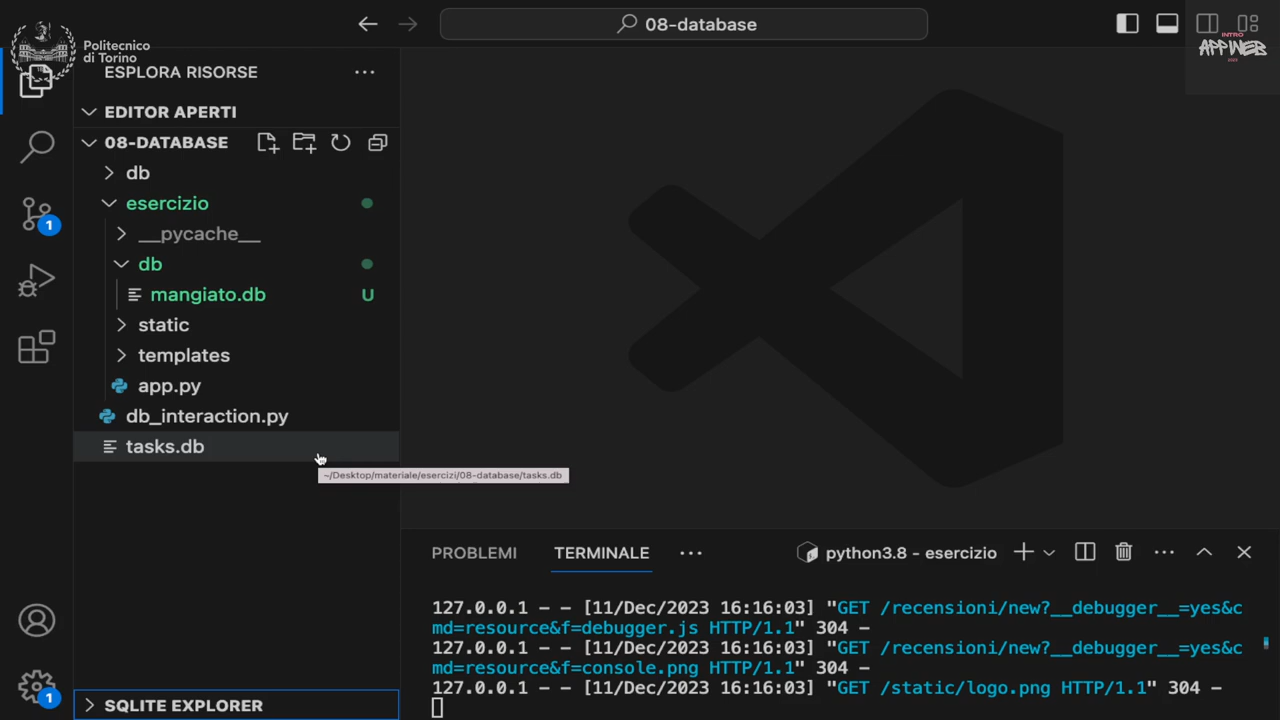 Politecnico
di Torino
08-database
INTRO
APPIWEB
2023
ESPLORA RISORSE
EDITOR APERTI
08-DATABASE
db
esercizio
__pycache__
db
mangiato.db U
static
templates
app.py
db_interaction.py
tasks.db
~/Desktop/materiale/esercizi/08-database/tasks.db
1
1
SQLITE EXPLORER
PROBLEMI TERMINALE python3.8 - esercizio
127.0.0.1 - - [11/Dec/2023 16:16:03] "GET /recensioni/new?__debugger__=yes&c
md=resource&f=debugger.js HTTP/1.1" 304 -
127.0.0.1 - - [11/Dec/2023 16:16:03] "GET /recensioni/new?__debugger__=yes&c
md=resource&f=console.png HTTP/1.1" 304 -
127.0.0.1 - - [11/Dec/2023 16:16:03] "GET /static/logo.png HTTP/1.1" 304 -